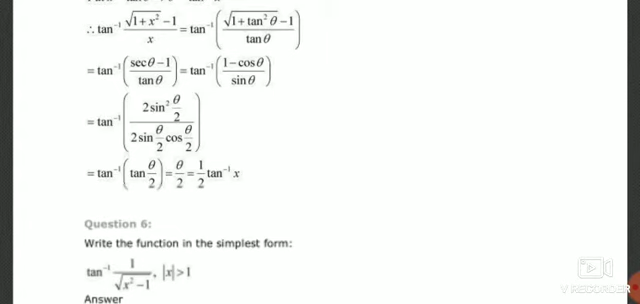 ∴ tan⁻¹ (√(1+x²) −1)/x = tan⁻¹((√(1+tan²θ) −1)/tanθ)
= tan⁻¹((secθ−1)/tanθ) = tan⁻¹((1−cosθ)/sinθ)
= tan⁻¹((2sin² θ/2)/(2sin θ/2 cos θ/2))
= tan⁻¹(tan θ/2) = θ/2 = 1/2 tan⁻¹ x
Question 6:
Write the function in the simplest form:
tan⁻¹ 1/√(x²−1), |x|>1
Answer
V RECORDER